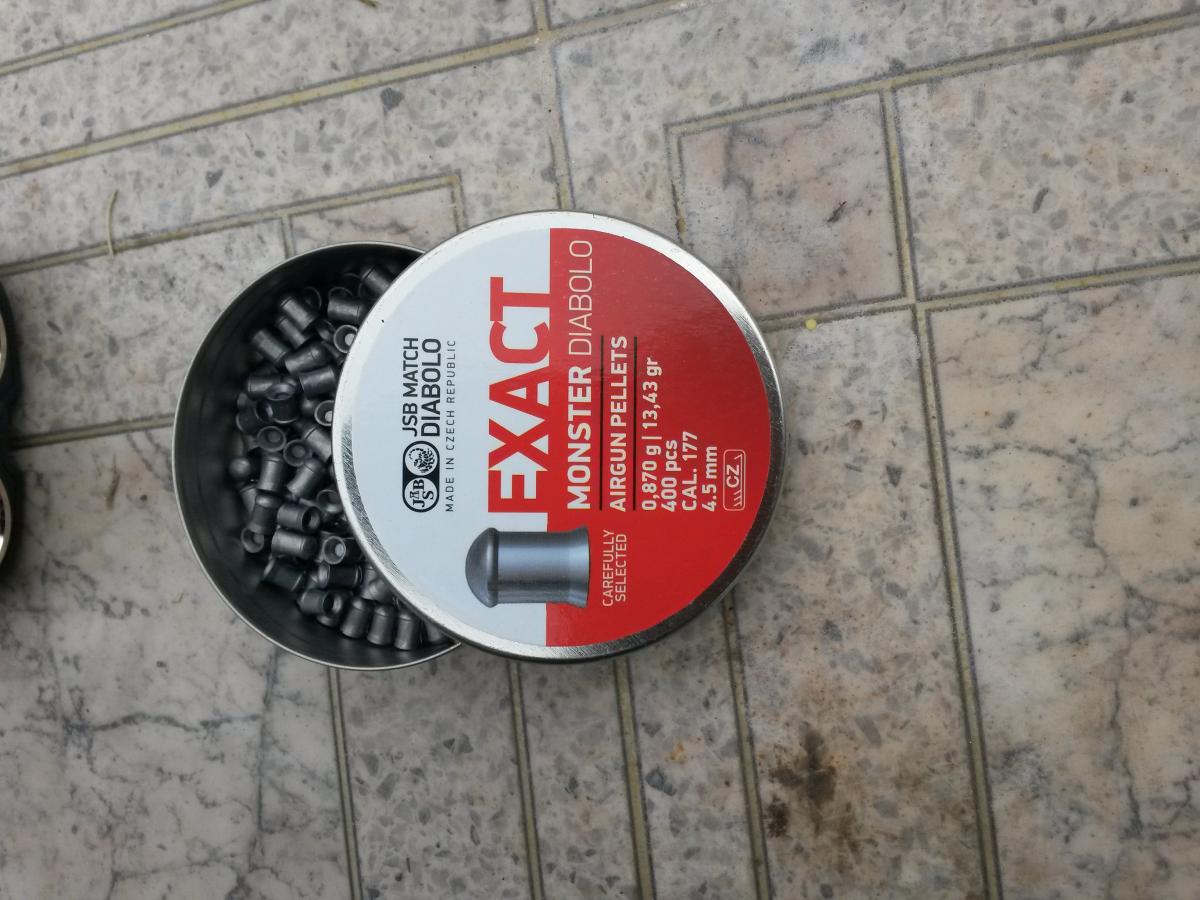 JSB
JSB MATCH
DIABOLO
MADE IN CZECH REPUBLIC
EXACT
MONSTER DIABOLO
AIRGUN PELLETS
0,870 g | 13,43 gr
400 pcs
CAL. 177
4.5 mm
CZ
CAREFULLY
SELECTED